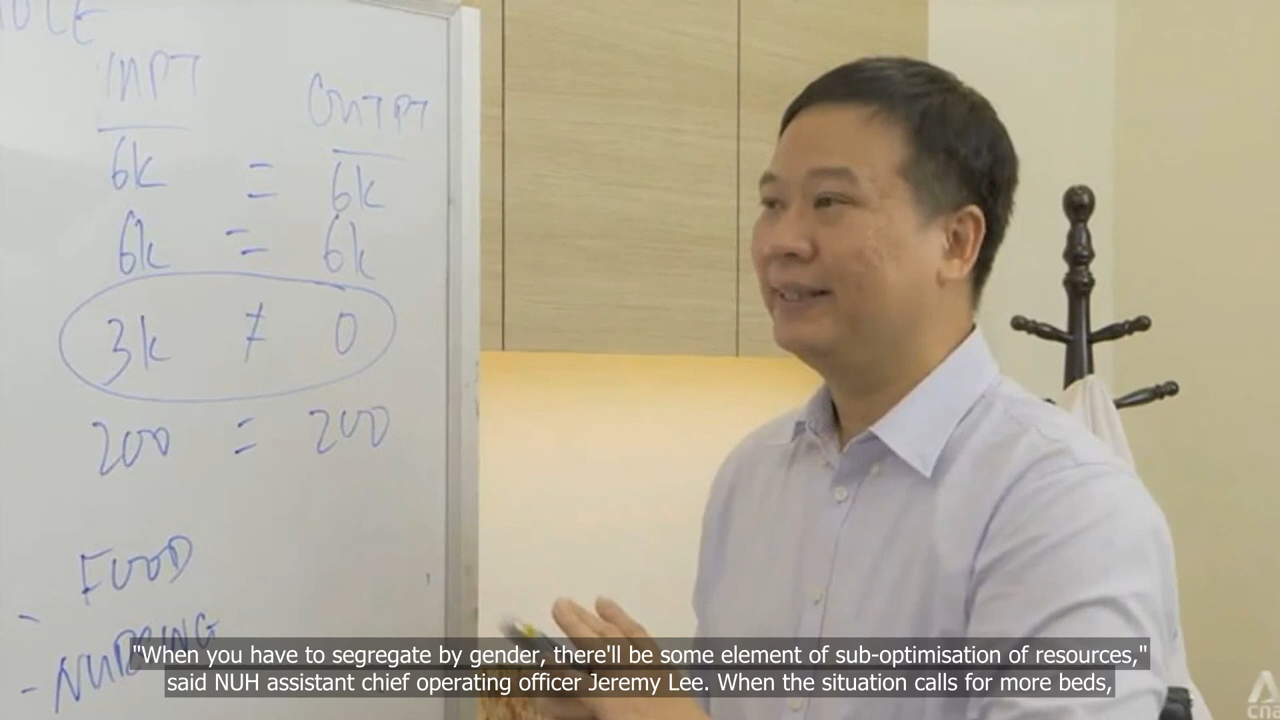 INPT
OUTPT
6k = 6k
6k = 6k
3k ≠ 0
200 = 200
- FOOD
- NURSING
"When you have to segregate by gender, there'll be some element of sub-optimisation of resources,"
said NUH assistant chief operating officer Jeremy Lee. When the situation calls for more beds,
cna